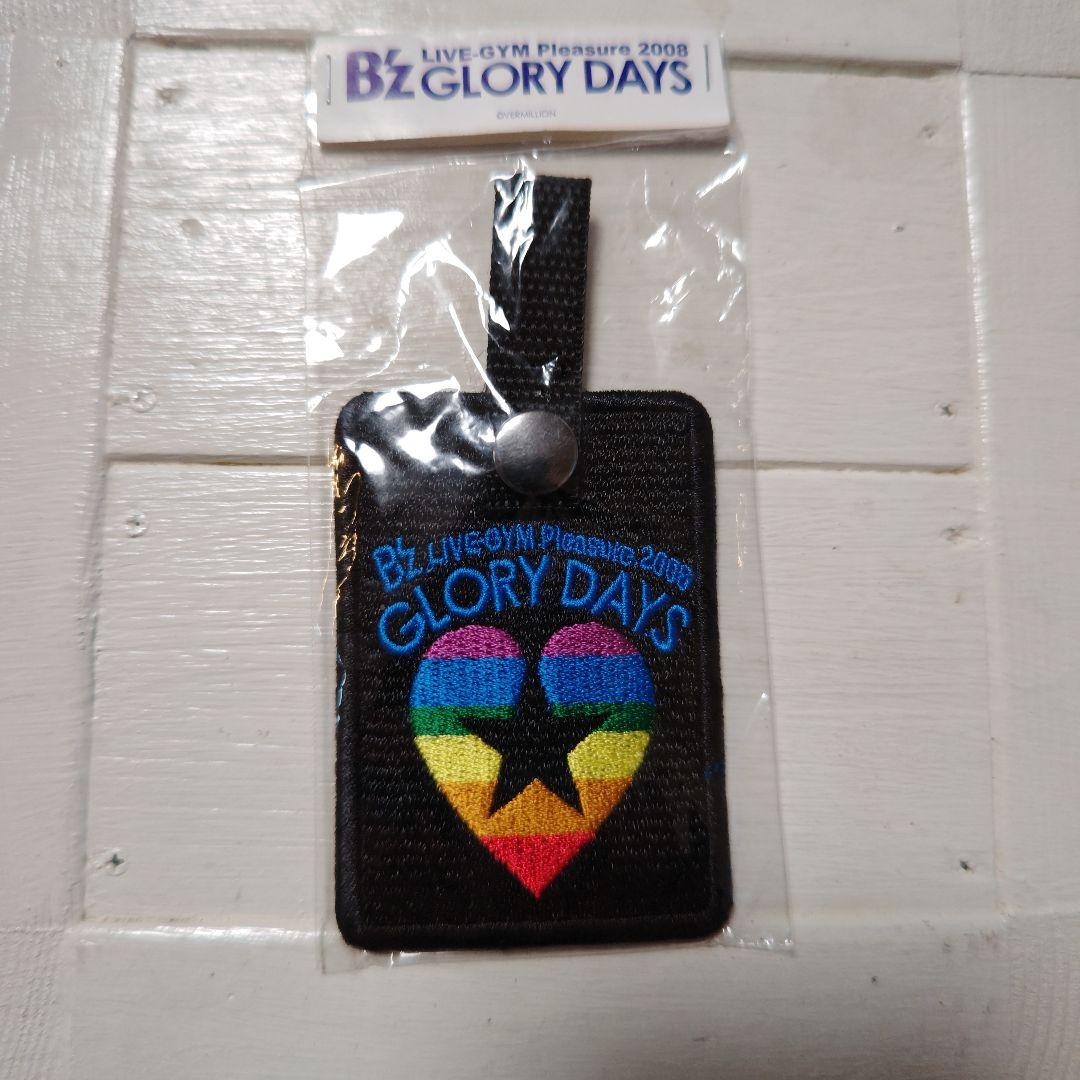 LIVE-GYM Pleasure 2008
B'z GLORY DAYS
©VERMILLION
B'z LIVE-GYM Pleasure 2008
GLORY DAYS